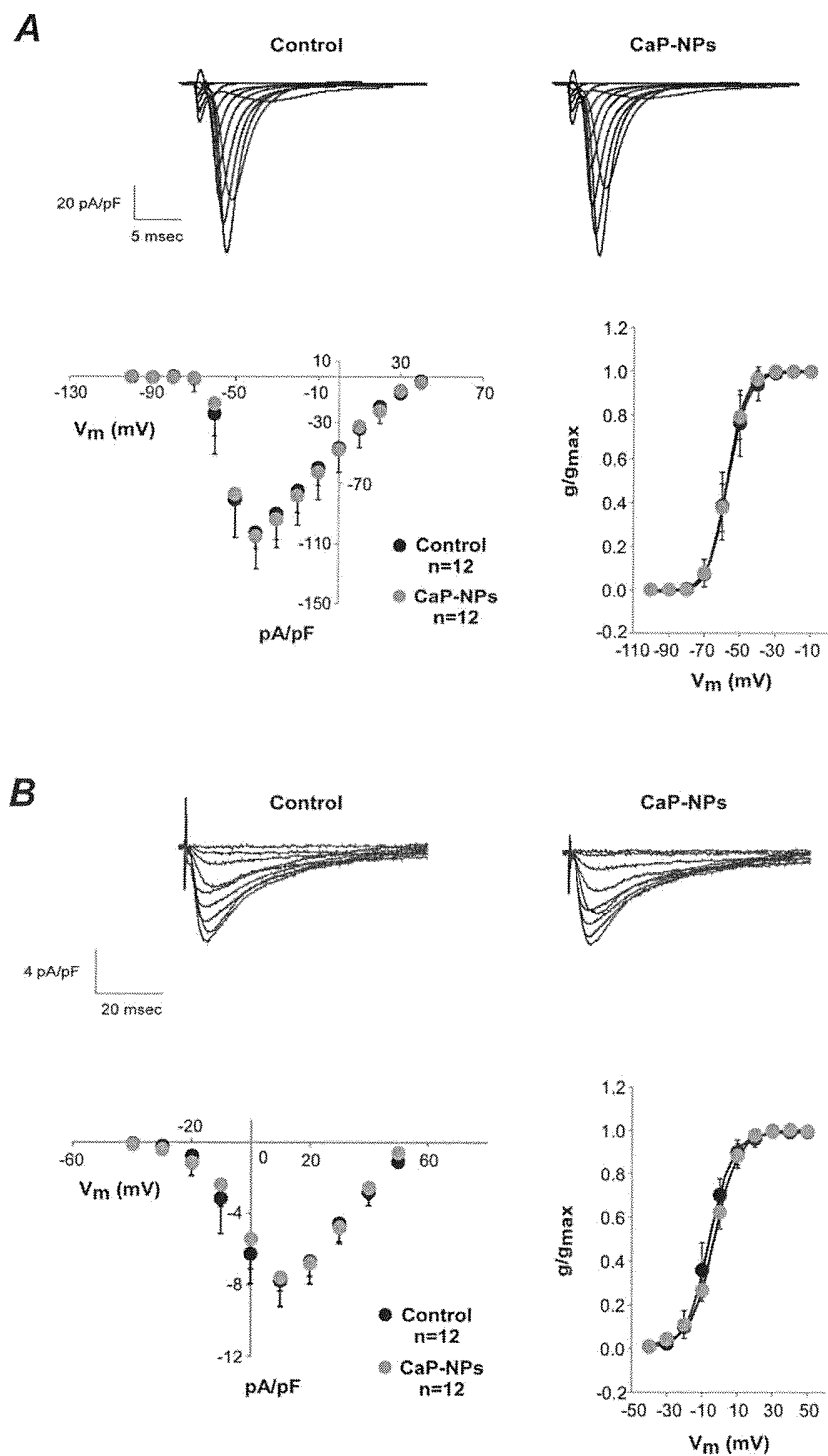 A
Control
CaP-NPs
20 pA/pF
5 msec
10
-130
-90
-50
-10
30
70
-30
-70
-110
-150
Vm (mV)
pA/pF
Control
n=12
CaP-NPs
n=12
1.2
1.0
0.8
0.6
0.4
0.2
0.0
-0.2
g/gmax
-110 -90 -70 -50 -30 -10
Vm (mV)
B
Control
CaP-NPs
4 pA/pF
20 msec
-20
-60
0
20
60
-4
-8
-12
Vm (mV)
pA/pF
Control
n=12
CaP-NPs
n=12
1.2
1.0
0.8
0.6
0.4
0.2
0.0
-0.2
g/gmax
-50 -30 -10 10 30 50
Vm (mV)